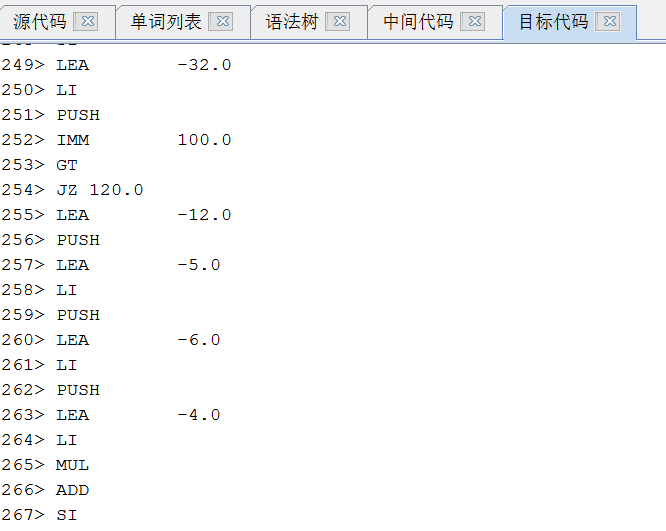 源代码 单词列表 语法树 中间代码 目标代码
249> LEA -32.0
250> LI
251> PUSH
252> IMM 100.0
253> GT
254> JZ 120.0
255> LEA -12.0
256> PUSH
257> LEA -5.0
258> LI
259> PUSH
260> LEA -6.0
261> LI
262> PUSH
263> LEA -4.0
264> LI
265> MUL
266> ADD
267> SI